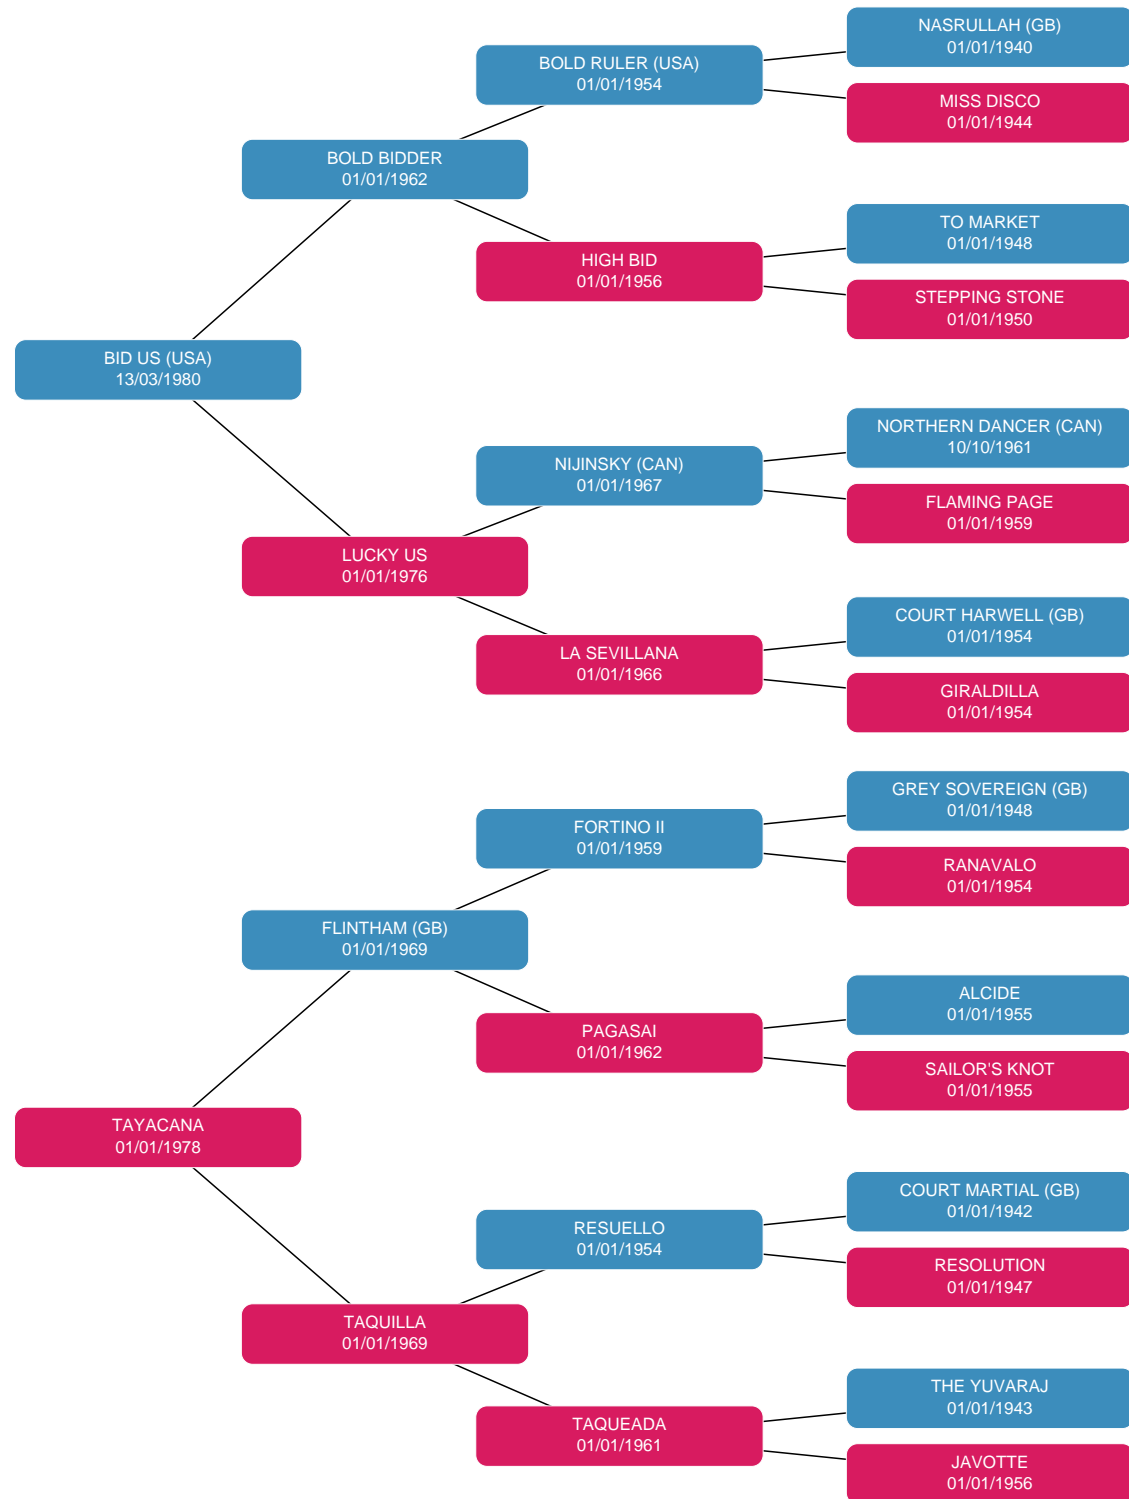 NASRULLAH (GB)
01/01/1940
BOLD RULER (USA)
01/01/1954
MISS DISCO
01/01/1944
BOLD BIDDER
01/01/1962
TO MARKET
01/01/1948
HIGH BID
01/01/1956
STEPPING STONE
01/01/1950
BID US (USA)
13/03/1980
NORTHERN DANCER (CAN)
10/10/1961
NIJINSKY (CAN)
01/01/1967
FLAMING PAGE
01/01/1959
LUCKY US
01/01/1976
COURT HARWELL (GB)
01/01/1954
LA SEVILLANA
01/01/1966
GIRALDILLA
01/01/1954
GREY SOVEREIGN (GB)
01/01/1948
FORTINO II
01/01/1959
RANAVALO
01/01/1954
FLINTHAM (GB)
01/01/1969
ALCIDE
01/01/1955
PAGASAI
01/01/1962
SAILOR'S KNOT
01/01/1955
TAYACANA
01/01/1978
COURT MARTIAL (GB)
01/01/1942
RESUELLO
01/01/1954
RESOLUTION
01/01/1947
TAQUILLA
01/01/1969
THE YUVARAJ
01/01/1943
TAQUEADA
01/01/1961
JAVOTTE
01/01/1956